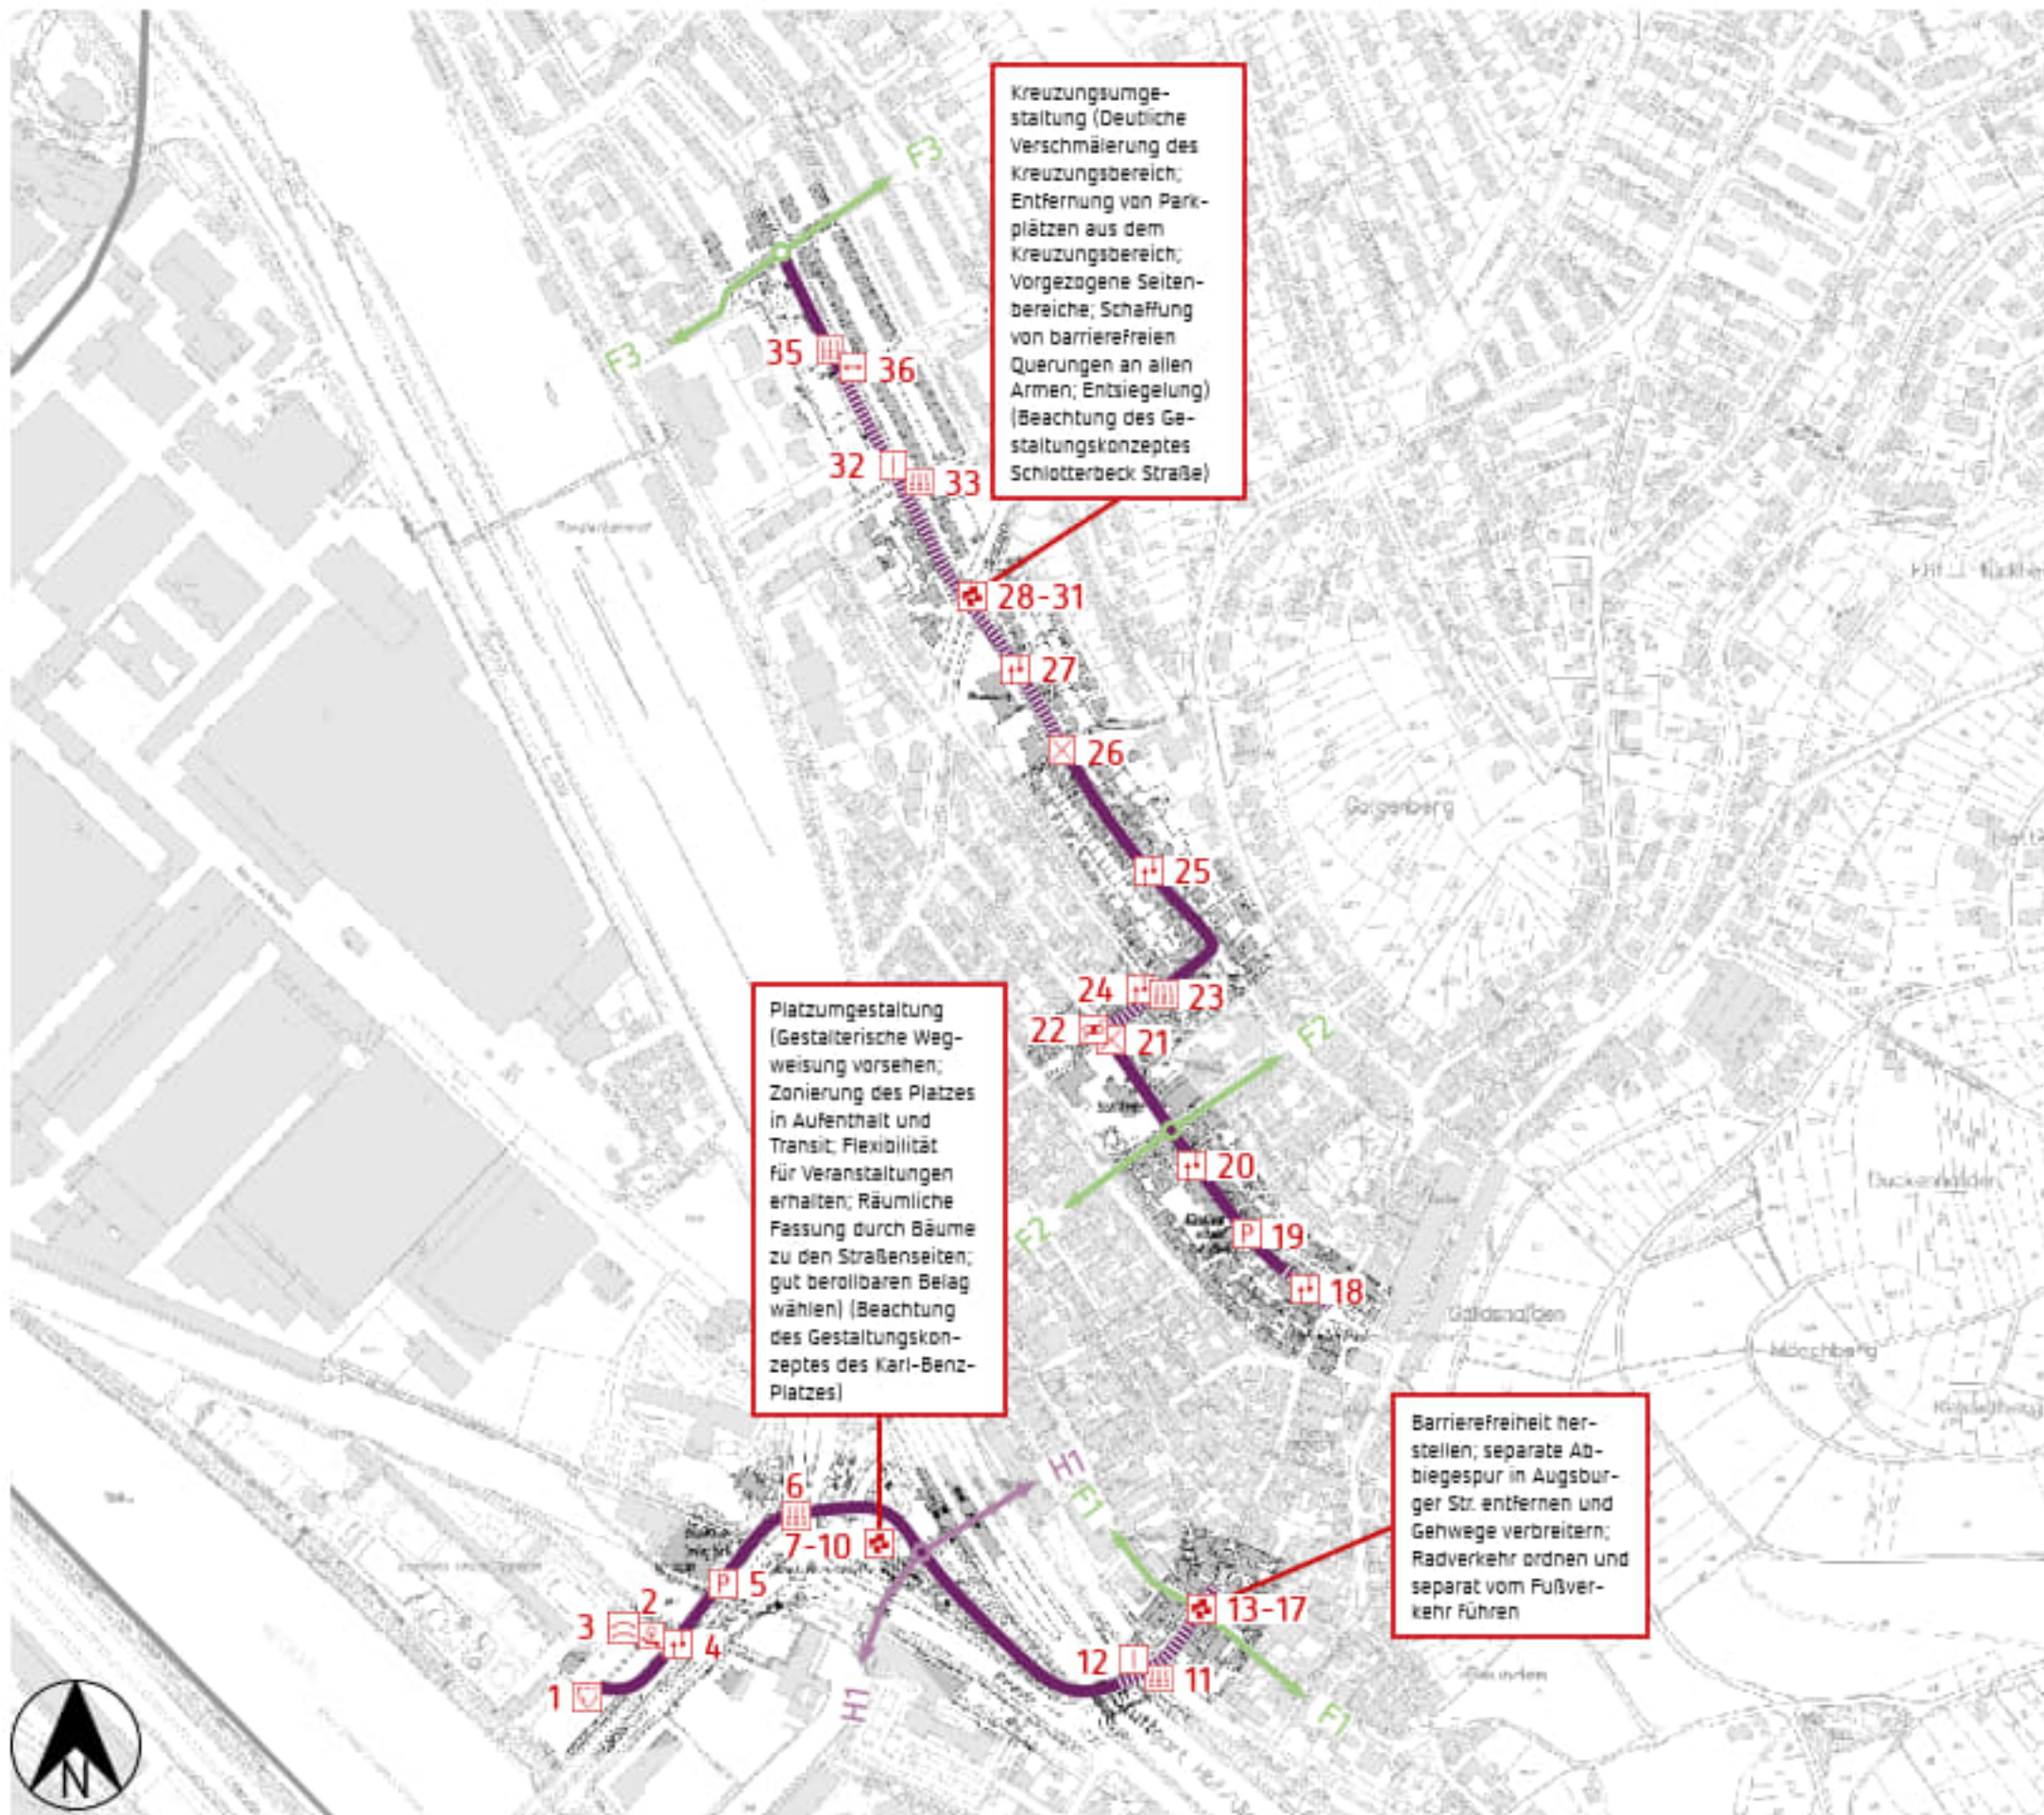 Kreuzungsumge-
staltung (Deutliche
Verschmälerung des
Kreuzungsbereich;
Entfernung von Park-
plätzen aus dem
Kreuzungsbereich;
Vorgezogene Seiten-
bereiche; Schaffung
von barrierefreien
Querungen an allen
Armen; Entsiegelung)
(Beachtung des Ge-
staltungskonzeptes
Schlotterbeck Straße)
F3
F3
35
36
32
33
28-31
27
26
Gögenberg
25
24
23
22
21
F2
F2
20
19
18
Platzumgestaltung
(Gestalterische Weg-
weisung vorsehen;
Zonierung des Platzes
in Aufenthalt und
Transit; Flexibilität
für Veranstaltungen
erhalten; Räumliche
Fassung durch Bäume
zu den Straßenseiten;
gut berollbaren Belag
wählen) (Beachtung
des Gestaltungskon-
zeptes des Karl-Benz-
Platzes)
Mönchberg
Barrierefreiheit her-
stellen; separate Ab-
biegespur in Augsbur-
ger Str. entfernen und
Gehwege verbreitern;
Radverkehr ordnen und
separat vom Fußver-
kehr führen
H1
F1
6
7-10
5
2
3
4
1
13-17
12
11
H1
F1
N
P
P